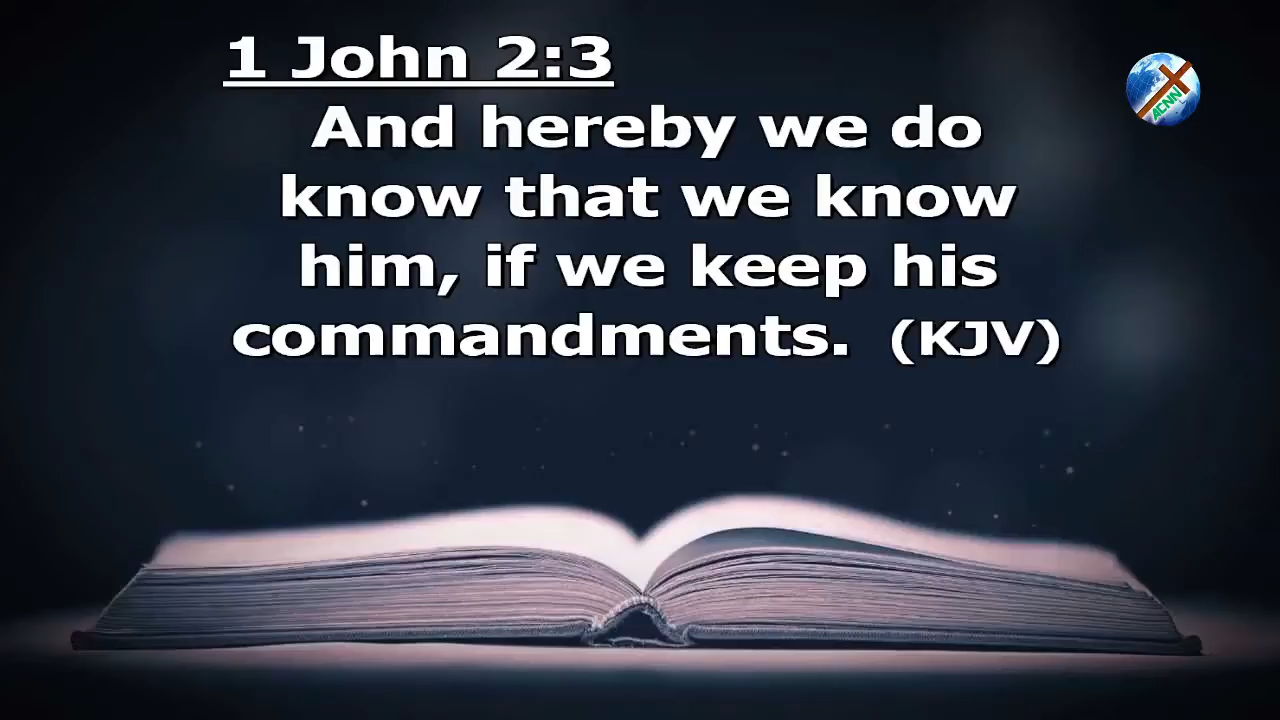 1 John 2:3
And hereby we do
know that we know
him, if we keep his
commandments. (KJV)
ACNN